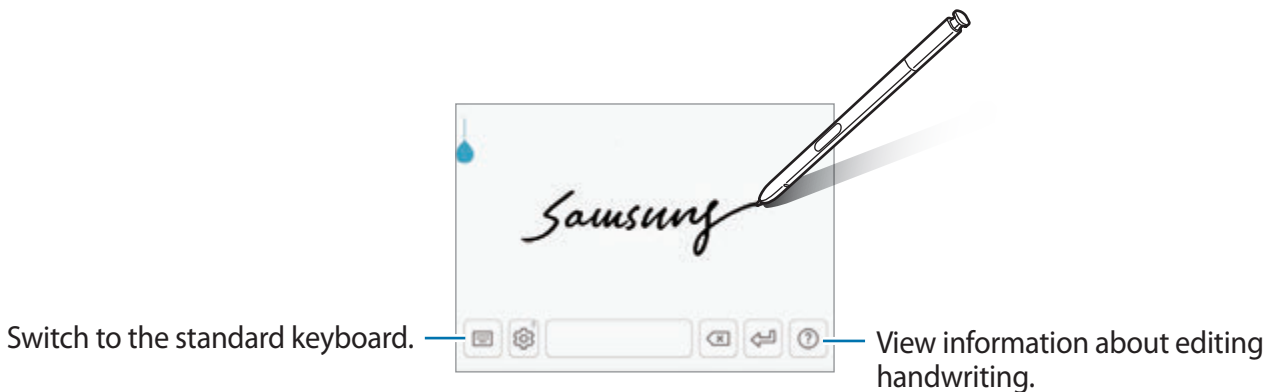 Samsung
Switch to the standard keyboard.
View information about editing
handwriting.